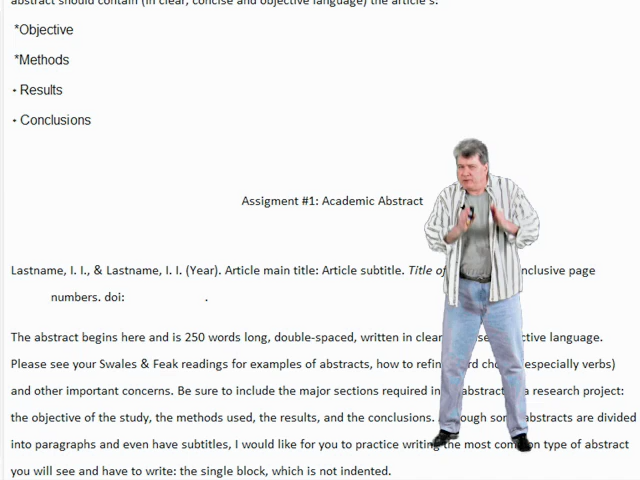 abstract should contain (in clear, concise and objective language) the article's:
*Objective
*Methods
• Results
• Conclusions
Assigment #1: Academic Abstract
Lastname, I. I., & Lastname, I. I. (Year). Article main title: Article subtitle. Title of nclusive page
numbers. doi: .
The abstract begins here and is 250 words long, double-spaced, written in clear language.
Please see your Swales & Feak readings for examples of abstracts, how to especially verbs)
and other important concerns. Be sure to include the major sections required in abstract a research project:
the objective of the study, the methods used, the results, and the conclusions. abstracts are divided
into paragraphs and even have subtitles, I would like for you to practice writing the most common type of abstract
you will see and have to write: the single block, which is not indented.